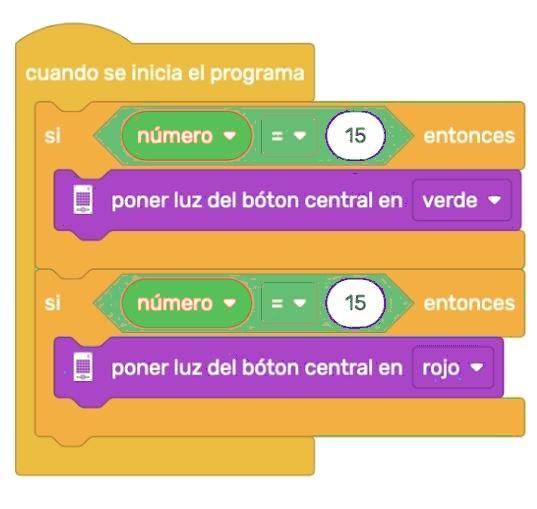 cuando se inicia el programa
si número = 15 entonces
poner luz del bóton central en verde
si número = 15 entonces
poner luz del bóton central en rojo